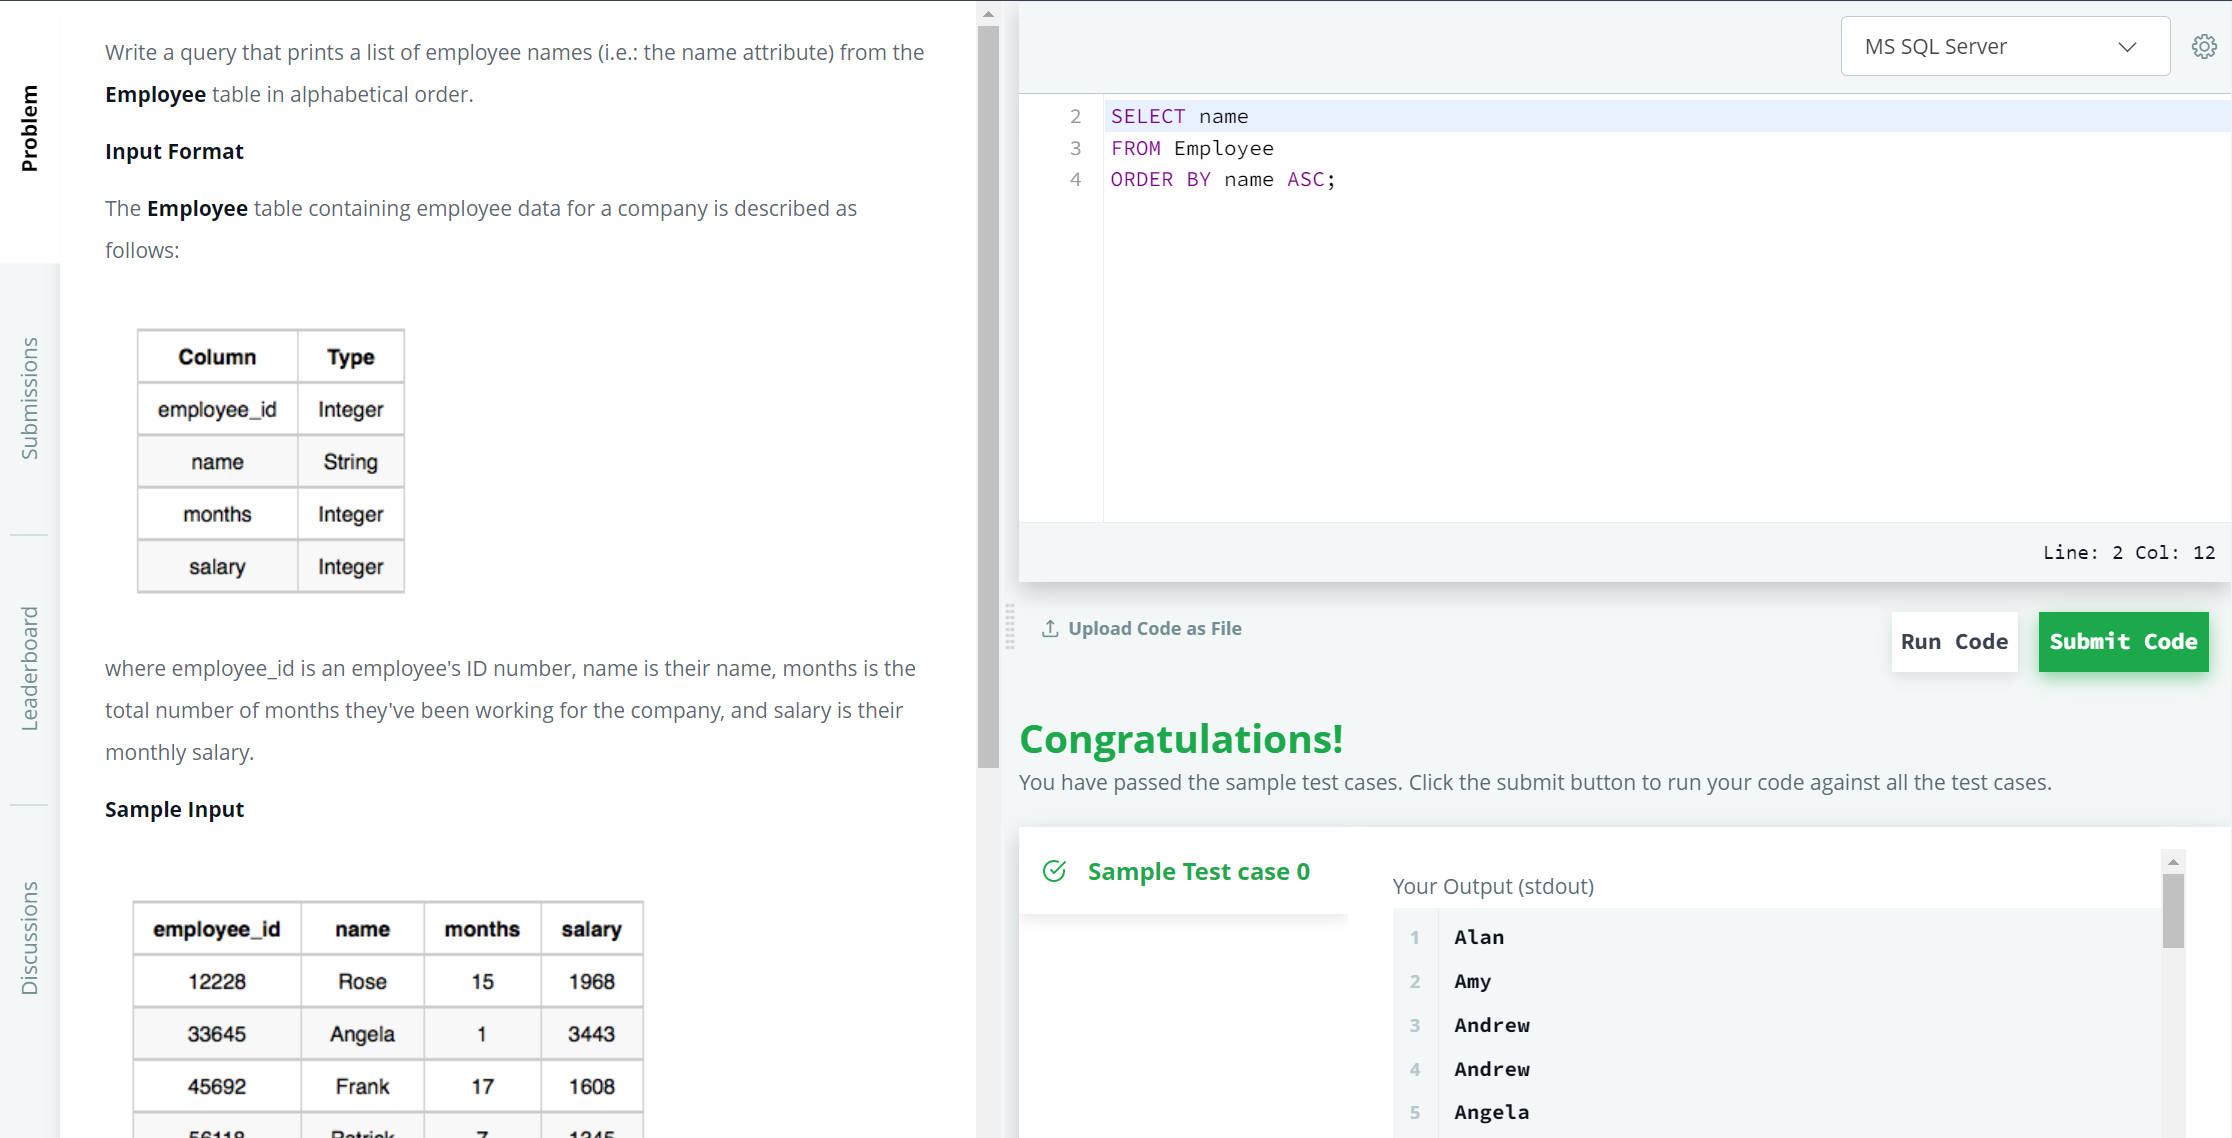 Problem
Submissions
Leaderboard
Discussions
Write a query that prints a list of employee names (i.e.: the name attribute) from the
Employee table in alphabetical order.
Input Format
The Employee table containing employee data for a company is described as
follows:
Column Type
employee_id Integer
name String
months Integer
salary Integer
where employee_id is an employee's ID number, name is their name, months is the
total number of months they've been working for the company, and salary is their
monthly salary.
Sample Input
employee_id name months salary
12228 Rose 15 1968
33645 Angela 1 3443
45692 Frank 17 1608
56118 Patrick 7 1345
MS SQL Server
2 SELECT name
3 FROM Employee
4 ORDER BY name ASC;
Line: 2 Col: 12
Upload Code as File
Run Code
Submit Code
Congratulations!
You have passed the sample test cases. Click the submit button to run your code against all the test cases.
Sample Test case 0
Your Output (stdout)
1 Alan
2 Amy
3 Andrew
4 Andrew
5 Angela